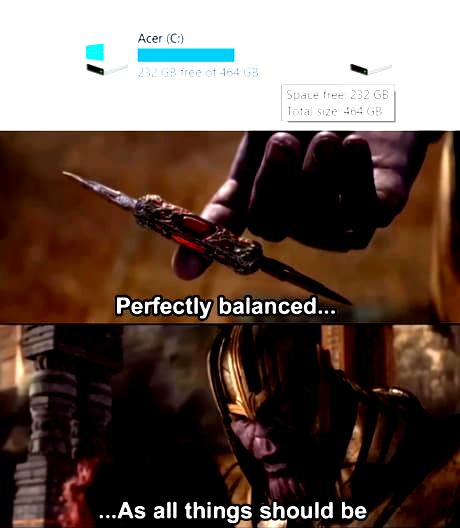 Acer (C:)
232 GB free of 464 GB
Space free: 232 GB
Total size: 464 GB
Perfectly balanced...
...As all things should be